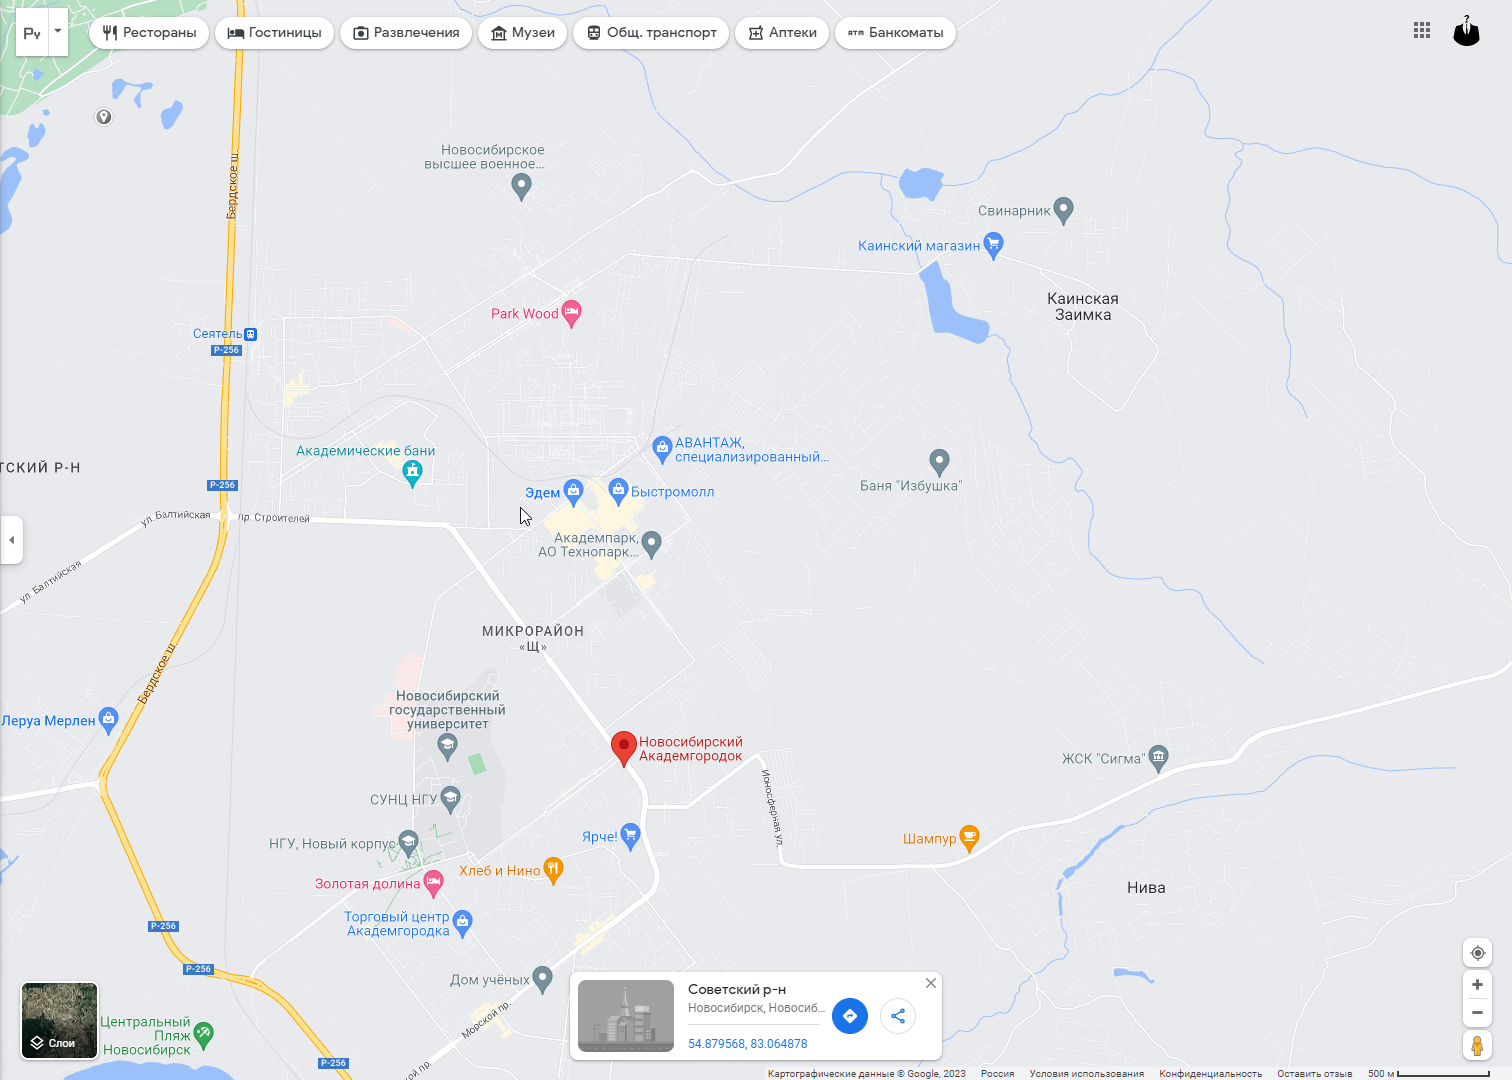 Ру
Рестораны
Гостиницы
Развлечения
Музеи
Общ. транспорт
Аптеки
ATM Банкоматы
Новосибирское
высшее военное...
Бердское ш.
Свинарник
Каинский магазин
Каинская
Заимка
Park Wood
Сеятель
Р-256
АВАНТАЖ,
специализированный...
Академические бани
ТСКИЙ Р-Н
Р-256
Эдем
Быстромолл
Баня "Избушка"
ул. Балтийская
пр. Строителей
Академпарк,
АО Технопарк...
ул. Балтийская
МИКРОРАЙОН
«Щ»
Бердское ш.
Новосибирский
государственный
университет
Леруа Мерлен
Новосибирский
Академгородок
ЖСК "Сигма"
Ионосферная ул.
СУНЦ НГУ
НГУ, Новый корпус
Ярче!
Шампур
Хлеб и Нино
Золотая долина
Нива
Торговый центр
Академгородка
Р-256
Р-256
Дом учёных
Морской пр.
Советский р-н
Новосибирск, Новосиб...
54.879568, 83.064878
Центральный
Пляж
Новосибирск
Слои
Р-256
ской пр.
Картографические данные © Google, 2023
Россия
Условия использования
Конфиденциальность
Оставить отзыв
500 м